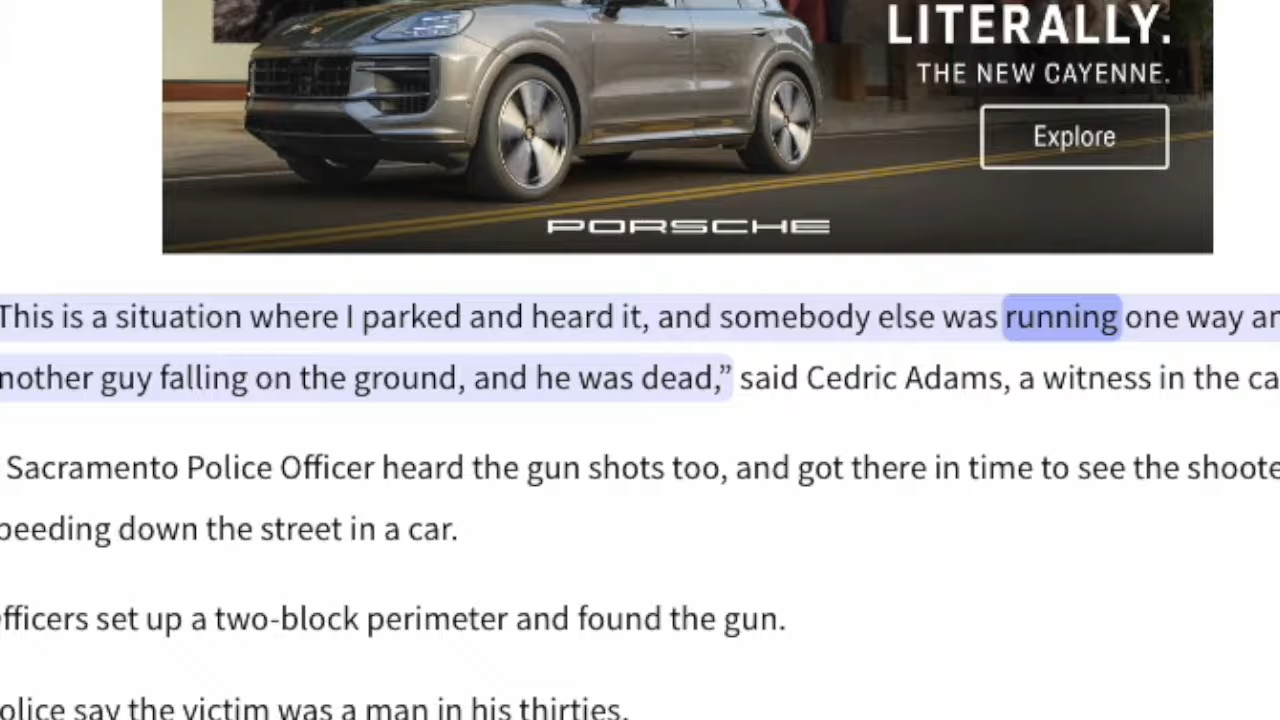 LITERALLY.
THE NEW CAYENNE.
Explore
PORSCHE
This is a situation where I parked and heard it, and somebody else was running one way an
nother guy falling on the ground, and he was dead,” said Cedric Adams, a witness in the ca
Sacramento Police Officer heard the gun shots too, and got there in time to see the shoote
peeding down the street in a car.
fficers set up a two-block perimeter and found the gun.
olice say the victim was a man in his thirties.